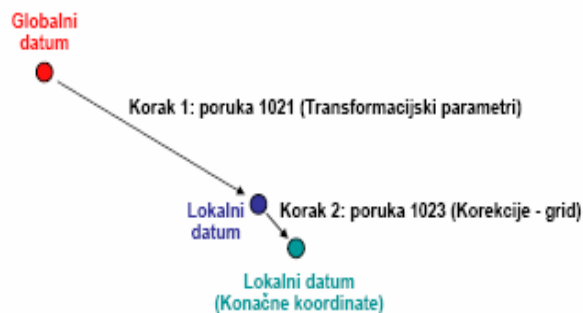 Globalni
datum
Korak 1: poruka 1021 (Transformacijski parametri)
Lokalni
datum
Korak 2: poruka 1023 (Korekcije - grid)
Lokalni datum
(Konačne koordinate)